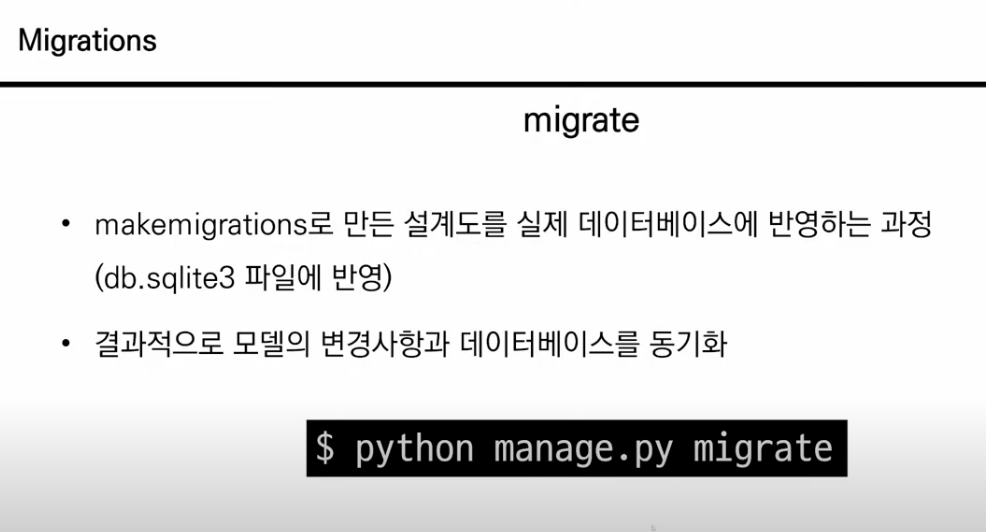 Migrations
migrate
• makemigrations로 만든 설계도를 실제 데이터베이스에 반영하는 과정
(db.sqlite3 파일에 반영)
• 결과적으로 모델의 변경사항과 데이터베이스를 동기화
$ python manage.py migrate